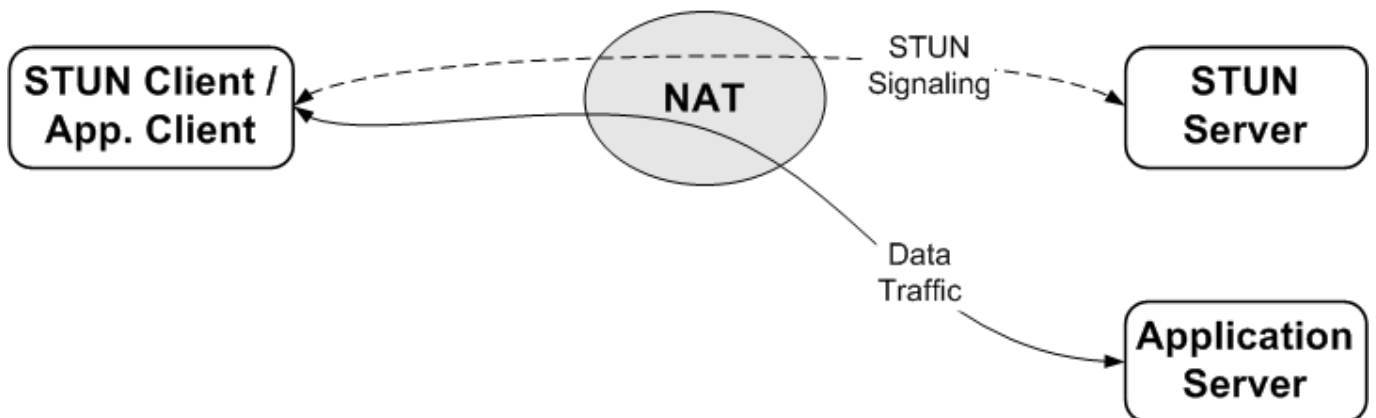 STUN Client /
App. Client
NAT
STUN
Signaling
STUN
Server
Data
Traffic
Application
Server